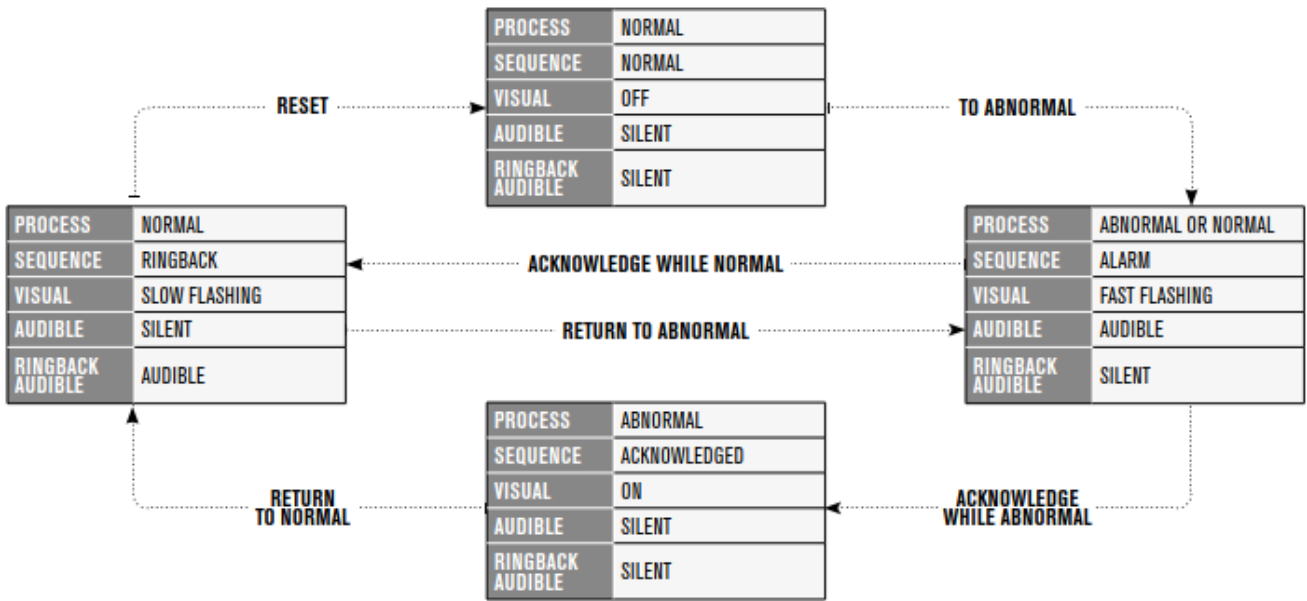 PROCESS NORMAL
SEQUENCE NORMAL
VISUAL OFF
AUDIBLE SILENT
RINGBACK
AUDIBLE SILENT
RESET
TO ABNORMAL
PROCESS NORMAL
SEQUENCE RINGBACK
VISUAL SLOW FLASHING
AUDIBLE SILENT
RINGBACK
AUDIBLE AUDIBLE
ACKNOWLEDGE WHILE NORMAL
RETURN TO ABNORMAL
PROCESS ABNORMAL OR NORMAL
SEQUENCE ALARM
VISUAL FAST FLASHING
AUDIBLE AUDIBLE
RINGBACK
AUDIBLE SILENT
PROCESS ABNORMAL
SEQUENCE ACKNOWLEDGED
VISUAL ON
AUDIBLE SILENT
RINGBACK
AUDIBLE SILENT
RETURN
TO NORMAL
ACKNOWLEDGE
WHILE ABNORMAL